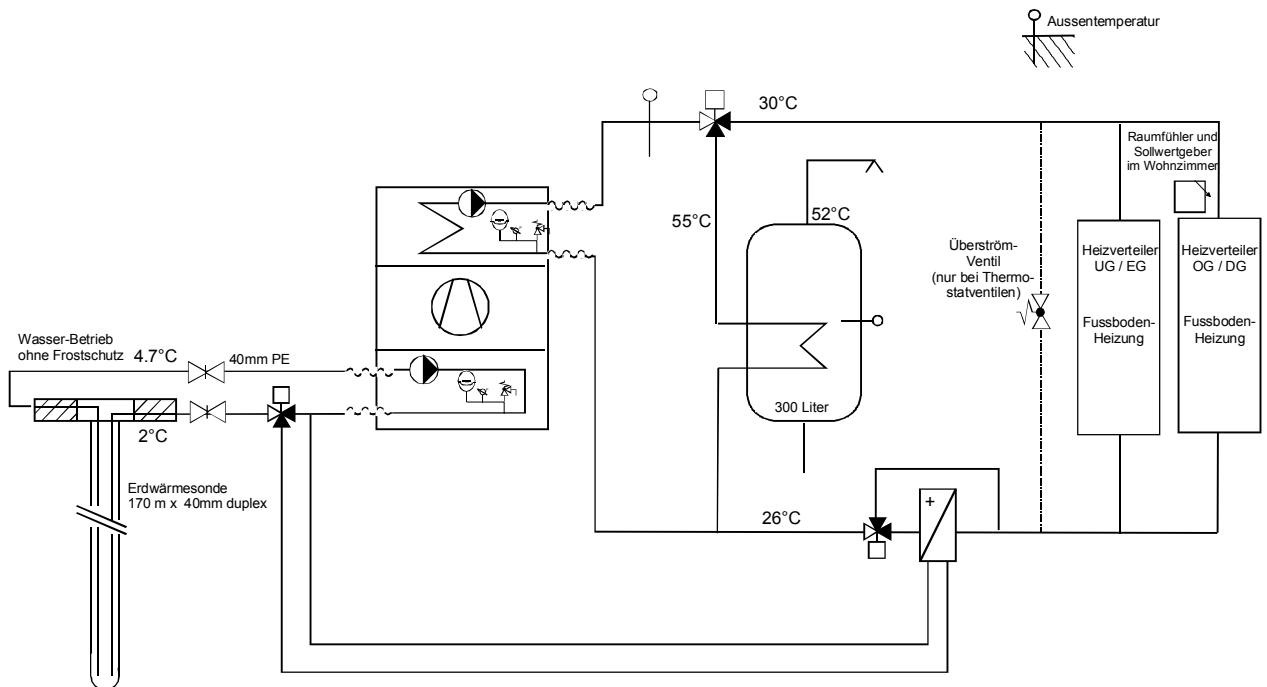 Aussentemperatur
30°C
Raumfühler und
Sollwertgeber
im Wohnzimmer
55°C
52°C
Überström-
Ventil
(nur bei Thermo-
statventilen)
Heizverteiler
UG / EG
Fussboden-
Heizung
Heizverteiler
OG / DG
Fussboden-
Heizung
Wasser-Betrieb
ohne Frostschutz
4.7°C
40mm PE
2°C
300 Liter
Erdwärmesonde
170 m x 40mm duplex
26°C
+